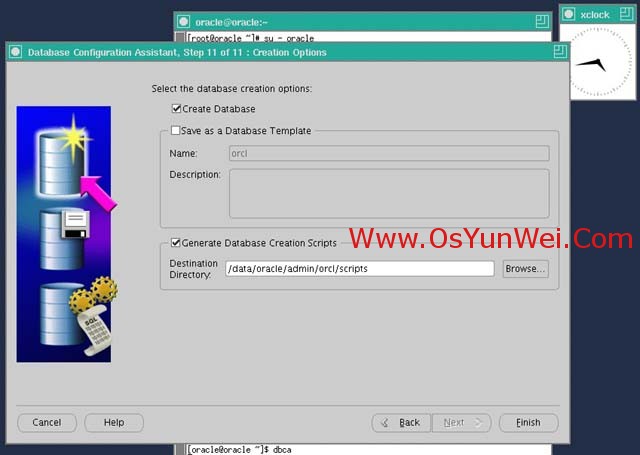 oracle@oracle:~
xclock
[root@oracle ~]# su - oracle
Database Configuration Assistant, Step 11 of 11 : Creation Options
Select the database creation options:
Create Database
Save as a Database Template
Name: orcl
Description:
Www.OsYunWei.Com
Generate Database Creation Scripts
Destination
Directory: /data/oracle/admin/orcl/scripts Browse...
SQL
Cancel Help Back Next Finish
[oracle@oracle ~]$ dbca